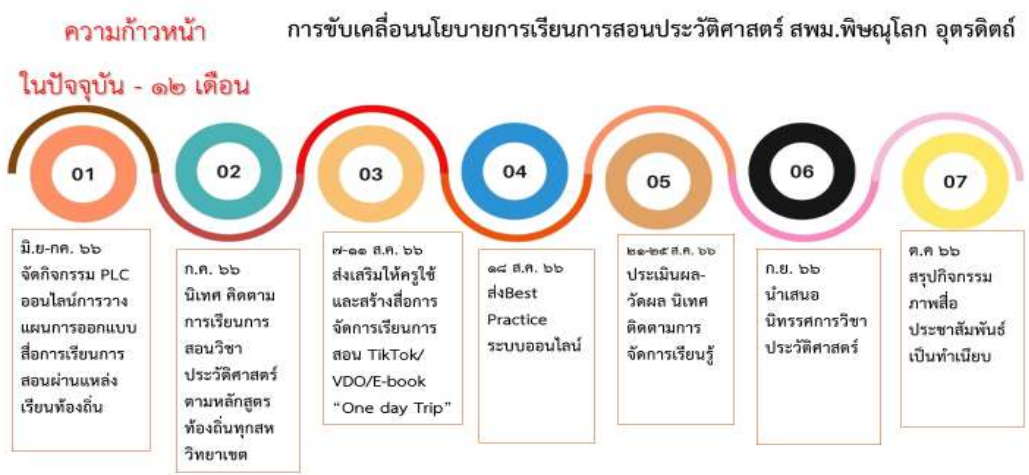 ความก้าวหน้า
ในปัจจุบัน - ๑๒ เดือน
การขับเคลื่อนนโยบายการเรียนการสอนประวัติศาสตร์ สพม.พิษณุโลก อุตรดิตถ์
01
มิ.ย-กค. ๖๖
จัดกิจกรรม PLC
ออนไลน์การวาง
แผนการออกแบบ
สื่อการเรียนการ
สอนผ่านแหล่ง
เรียนท้องถิ่น
02
ก.ค. ๖๖
นิเทศ ติดตาม
การเรียนการ
สอนวิชา
ประวัติศาสตร์
ตามหลักสูตร
ท้องถิ่นทุกสห
วิทยาเขต
03
๗-๑๑ ส.ค. ๖๖
ส่งเสริมให้ครูใช้
และสร้างสื่อการ
จัดการเรียนการ
สอน TikTok/
VDO/E-book
“One day Trip”
04
๑๘ ส.ค. ๖๖
ส่งBest
Practice
ระบบออนไลน์
05
๒๑-๒๕ ส.ค. ๖๖
ประเมินผล-
วัดผล นิเทศ
ติดตามการ
จัดการเรียนรู้
06
ก.ย. ๖๖
นำเสนอ
นิทรรศการวิชา
ประวัติศาสตร์
07
ต.ค ๖๖
สรุปกิจกรรม
ภาพสื่อ
ประชาสัมพันธ์
เป็นทำเนียบ